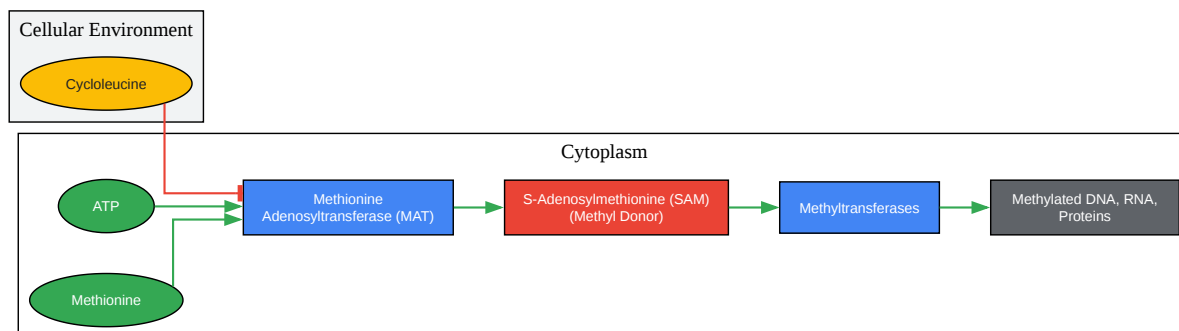 Cellular Environment
Cycloleucine
Cytoplasm
ATP
Methionine
Adenosyltransferase (MAT)
S-Adenosylmethionine (SAM)
(Methyl Donor)
Methyltransferases
Methylated DNA, RNA,
Proteins
Methionine